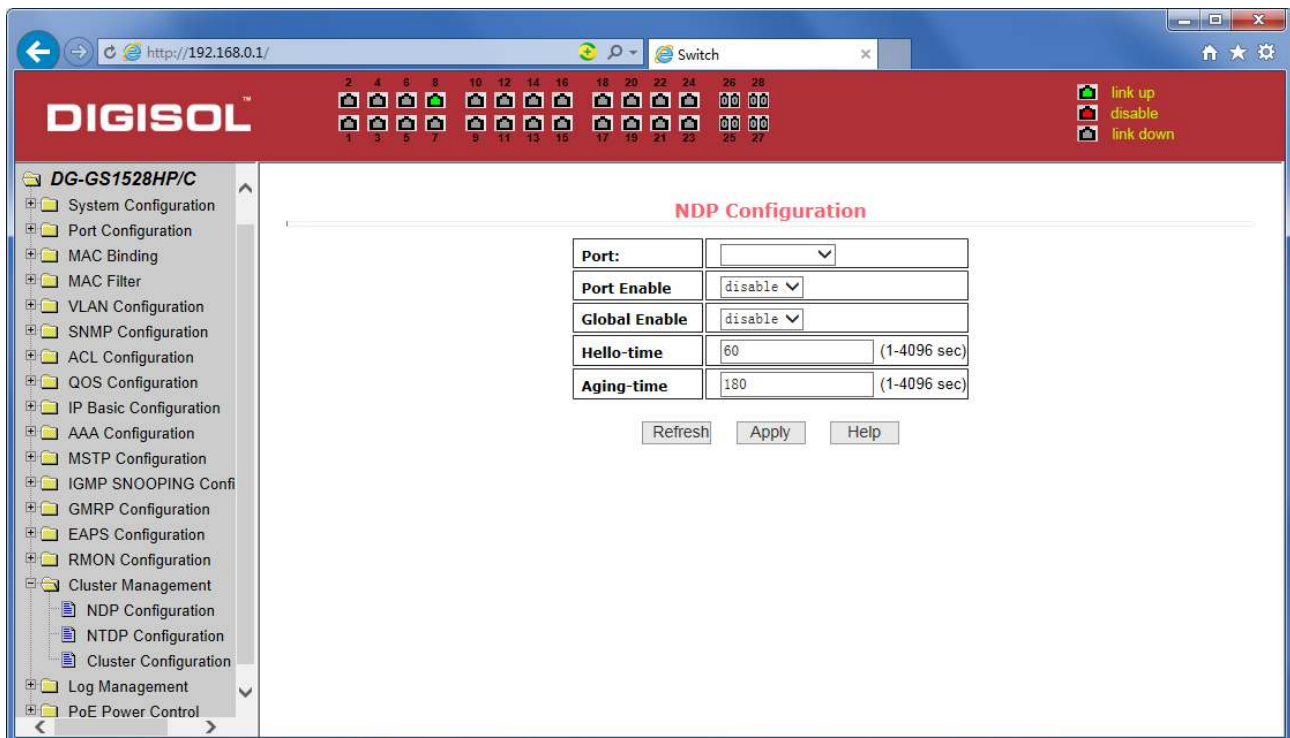 http://192.168.0.1/
Switch
DIGISOL™
2 4 6 8 10 12 14 16 18 20 22 24 26 28
1 3 5 7 9 11 13 15 17 19 21 23 25 27
link up
disable
link down
DG-GS1528HP/C
System Configuration
Port Configuration
MAC Binding
MAC Filter
VLAN Configuration
SNMP Configuration
ACL Configuration
QOS Configuration
IP Basic Configuration
AAA Configuration
MSTP Configuration
IGMP SNOOPING Confi
GMRP Configuration
EAPS Configuration
RMON Configuration
Cluster Management
NDP Configuration
NTDP Configuration
Cluster Configuration
Log Management
PoE Power Control
NDP Configuration
Port:
Port Enable disable
Global Enable disable
Hello-time 60 (1-4096 sec)
Aging-time 180 (1-4096 sec)
Refresh Apply Help